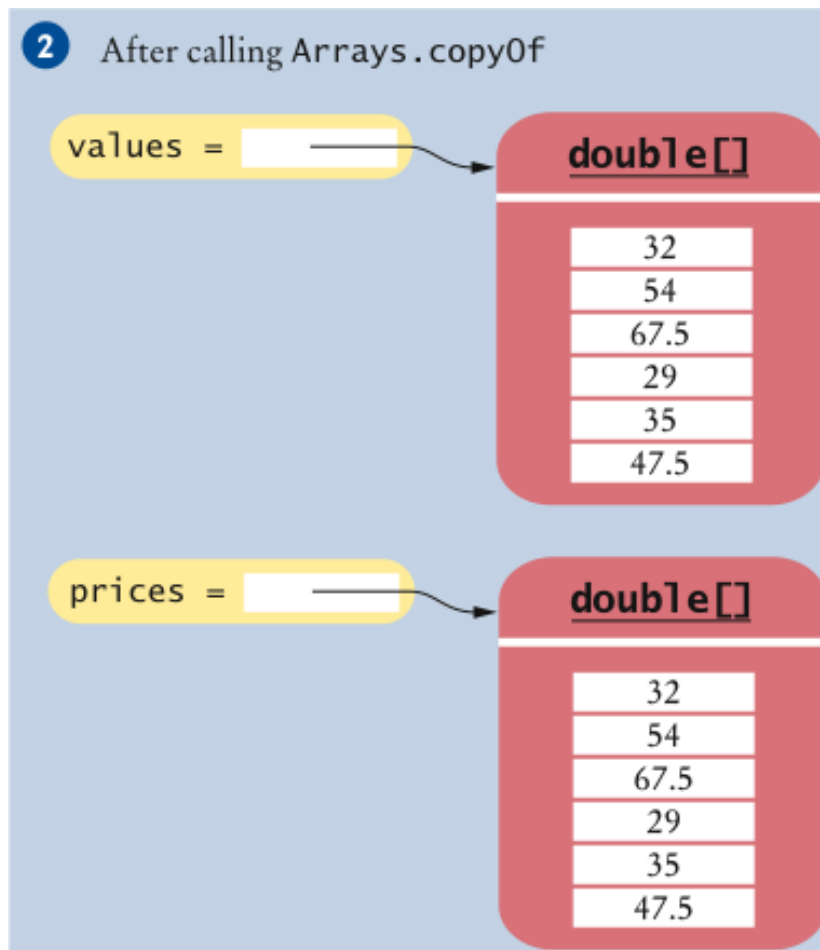 2 After calling Arrays.copyOf
values =
double[]
32
54
67.5
29
35
47.5
prices =
double[]
32
54
67.5
29
35
47.5